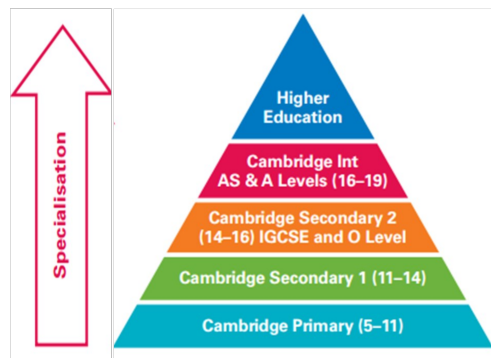 Specialisation
Higher
Education
Cambridge Int
AS & A Levels (16–19)
Cambridge Secondary 2
(14–16) IGCSE and O Level
Cambridge Secondary 1 (11–14)
Cambridge Primary (5–11)